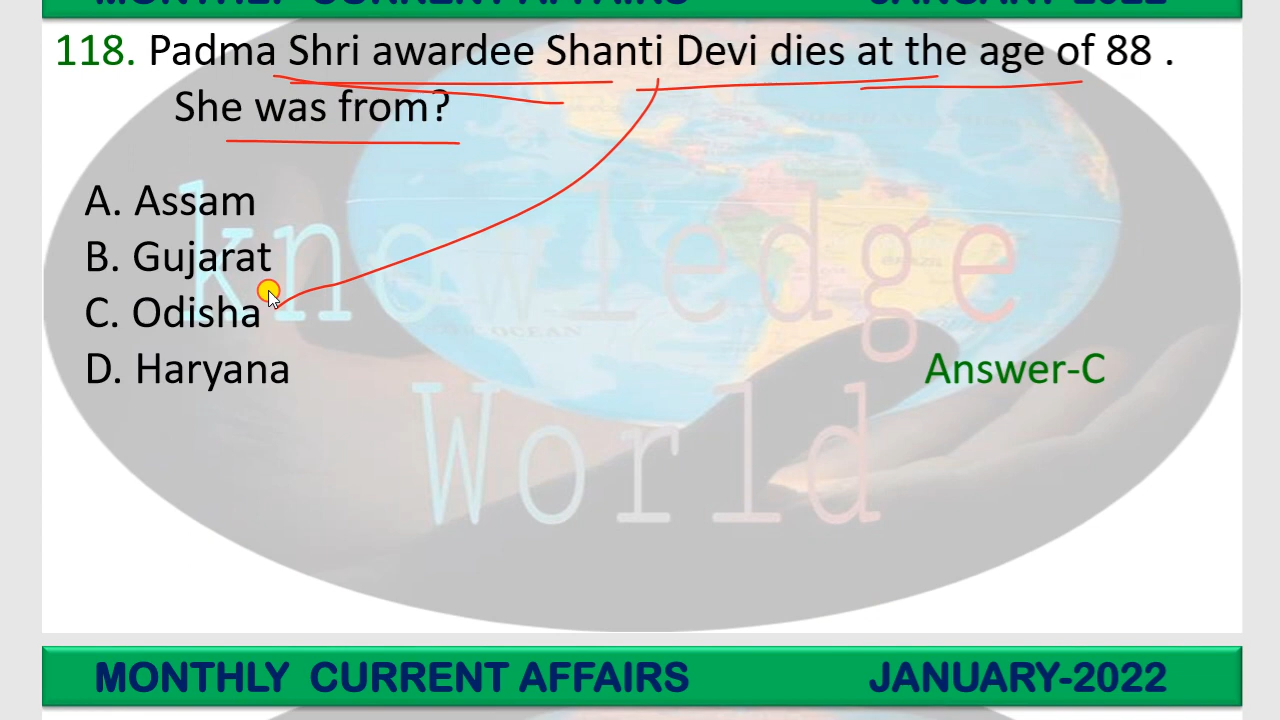 MONTHLY CURRENT AFFAIRS JANUARY-2022
118. Padma Shri awardee Shanti Devi dies at the age of 88 .
She was from?
A. Assam
B. Gujarat
C. Odisha
D. Haryana Answer-C
knowledge
World
MONTHLY CURRENT AFFAIRS JANUARY-2022